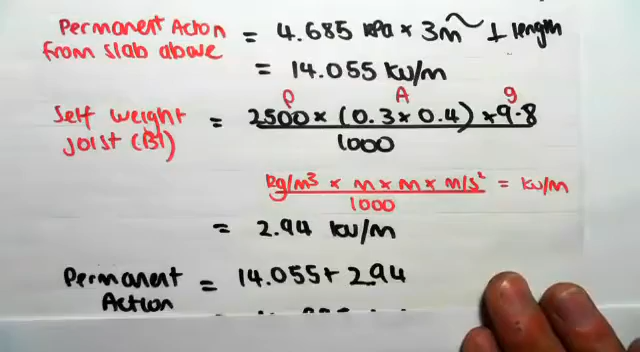 Permanent Action = 4.685 kPa × 3m ⊥ length
from slab above
= 14.055 kN/m
ρ A g
Self weight = 2500 × (0.3 × 0.4) × 9.8
joist (B1) 1000
kg/m³ × m × m × m/s² = kN/m
1000
= 2.94 kN/m
Permanent = 14.055 + 2.94
Action